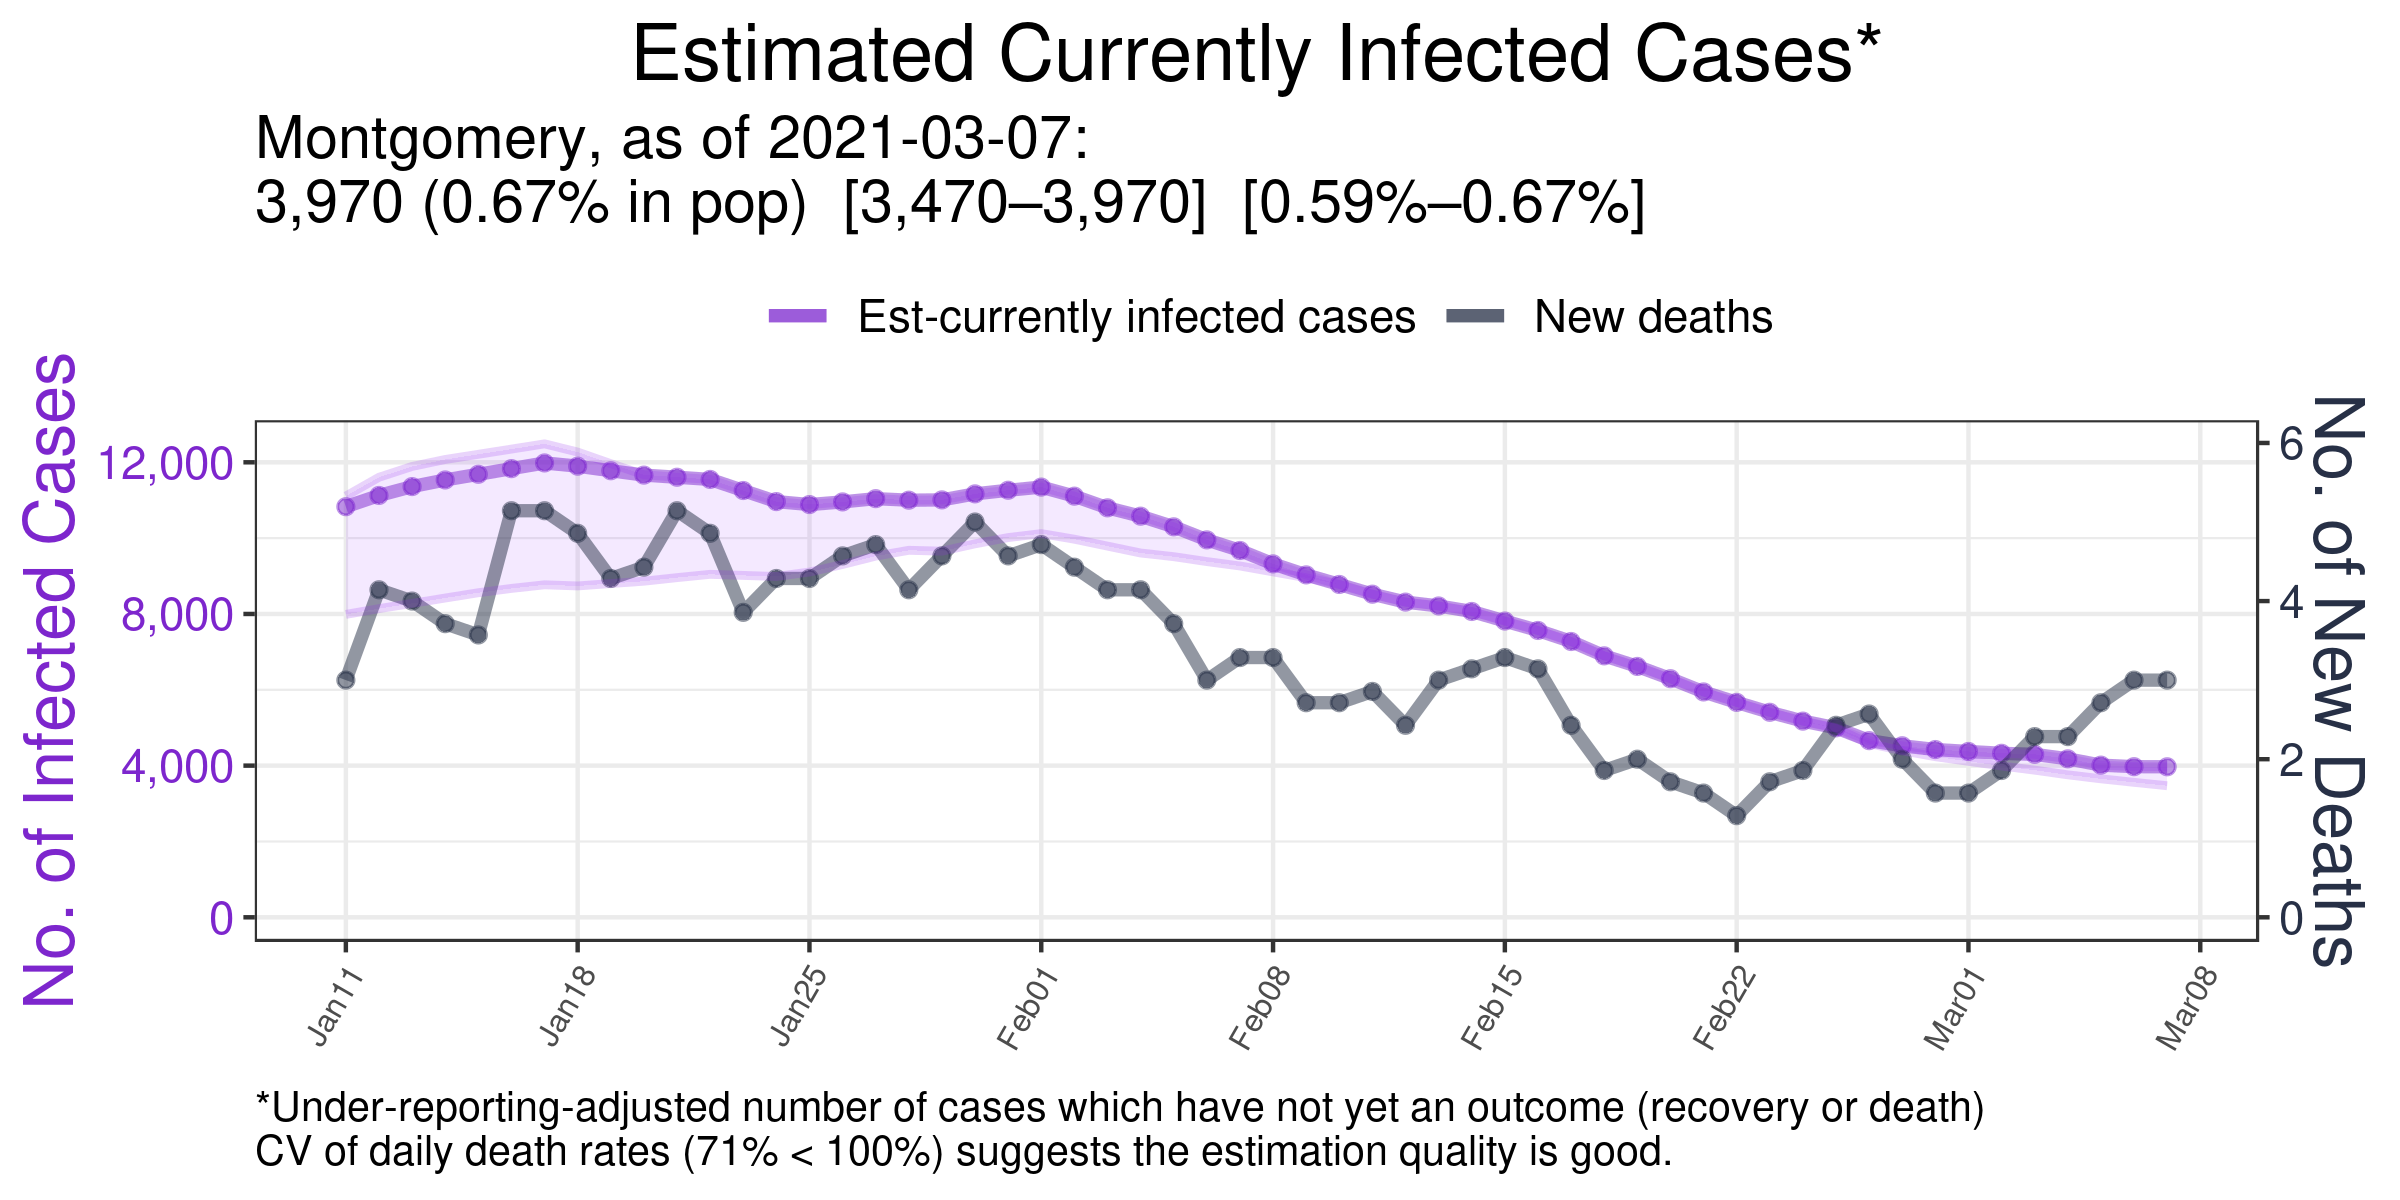 Estimated Currently Infected Cases*
Montgomery, as of 2021-03-07:
3,970 (0.67% in pop)  [3,470–3,970]  [0.59%–0.67%]
Est-currently infected cases
New deaths
No. of Infected Cases
12,000
8,000
4,000
0
No. of New Deaths
6
4
2
0
Jan11
Jan18
Jan25
Feb01
Feb08
Feb15
Feb22
Mar01
Mar08
*Under-reporting-adjusted number of cases which have not yet an outcome (recovery or death)
CV of daily death rates (71% < 100%) suggests the estimation quality is good.